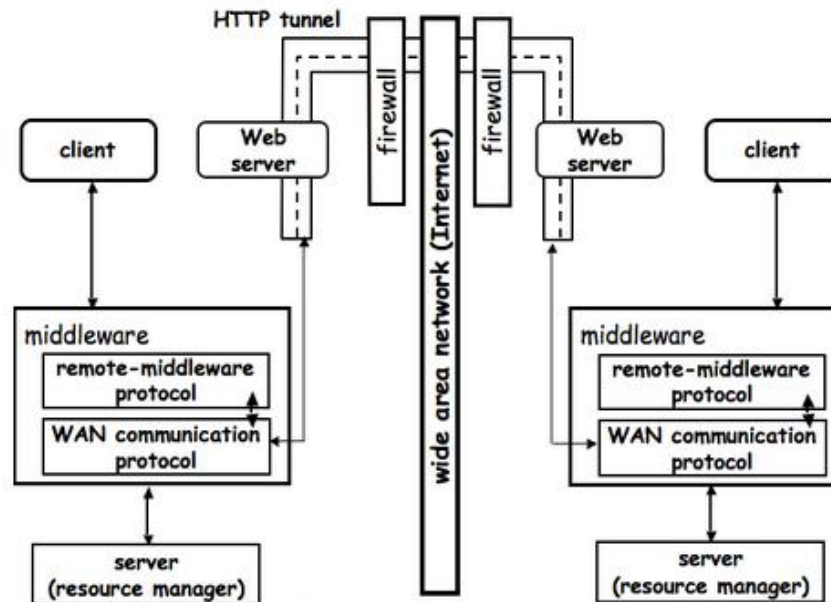 HTTP tunnel
firewall
wide area network (Internet)
firewall
client
Web
server
Web
server
client
middleware
remote-middleware
protocol
WAN communication
protocol
middleware
remote-middleware
protocol
WAN communication
protocol
server
(resource manager)
server
(resource manager)